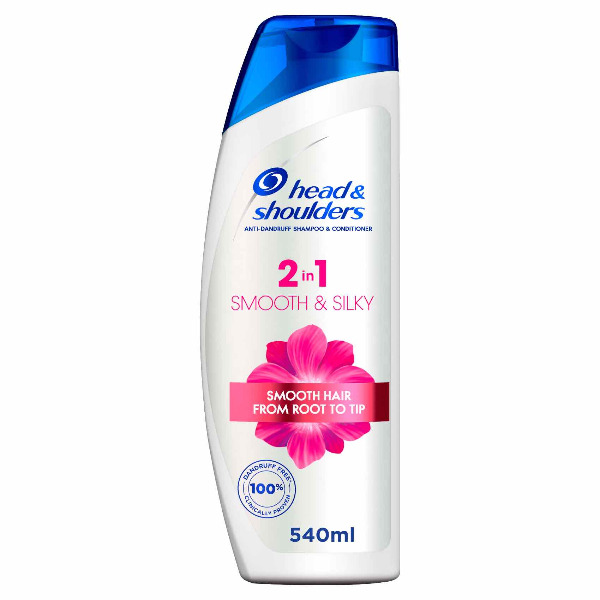 head &
shoulders
ANTI-DANDRUFF SHAMPOO & CONDITIONER
2 in 1
SMOOTH & SILKY
SMOOTH HAIR
FROM ROOT TO TIP
DANDRUFF FREE*
100%
CLINICALLY PROVEN
540ml